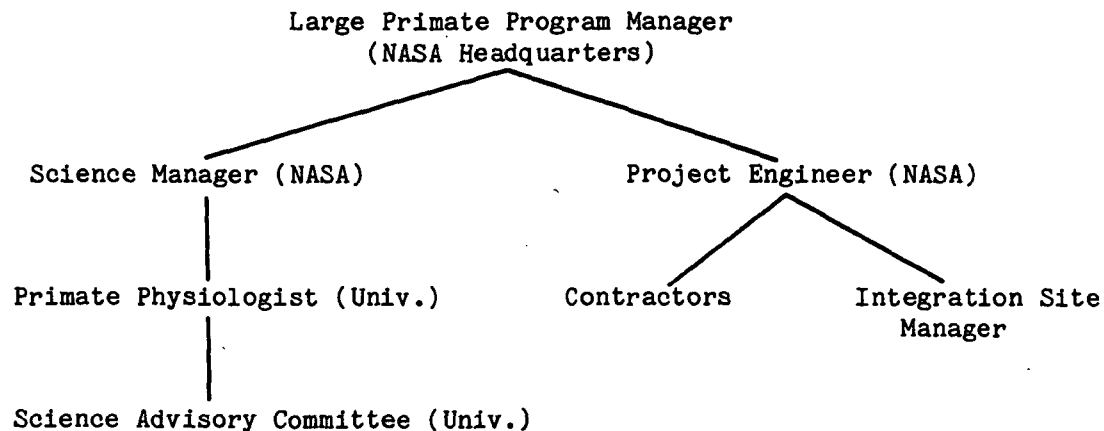 Large Primate Program Manager
(NASA Headquarters)
Science Manager (NASA)
Project Engineer (NASA)
Primate Physiologist (Univ.)
Contractors
Integration Site
Manager
Science Advisory Committee (Univ.)